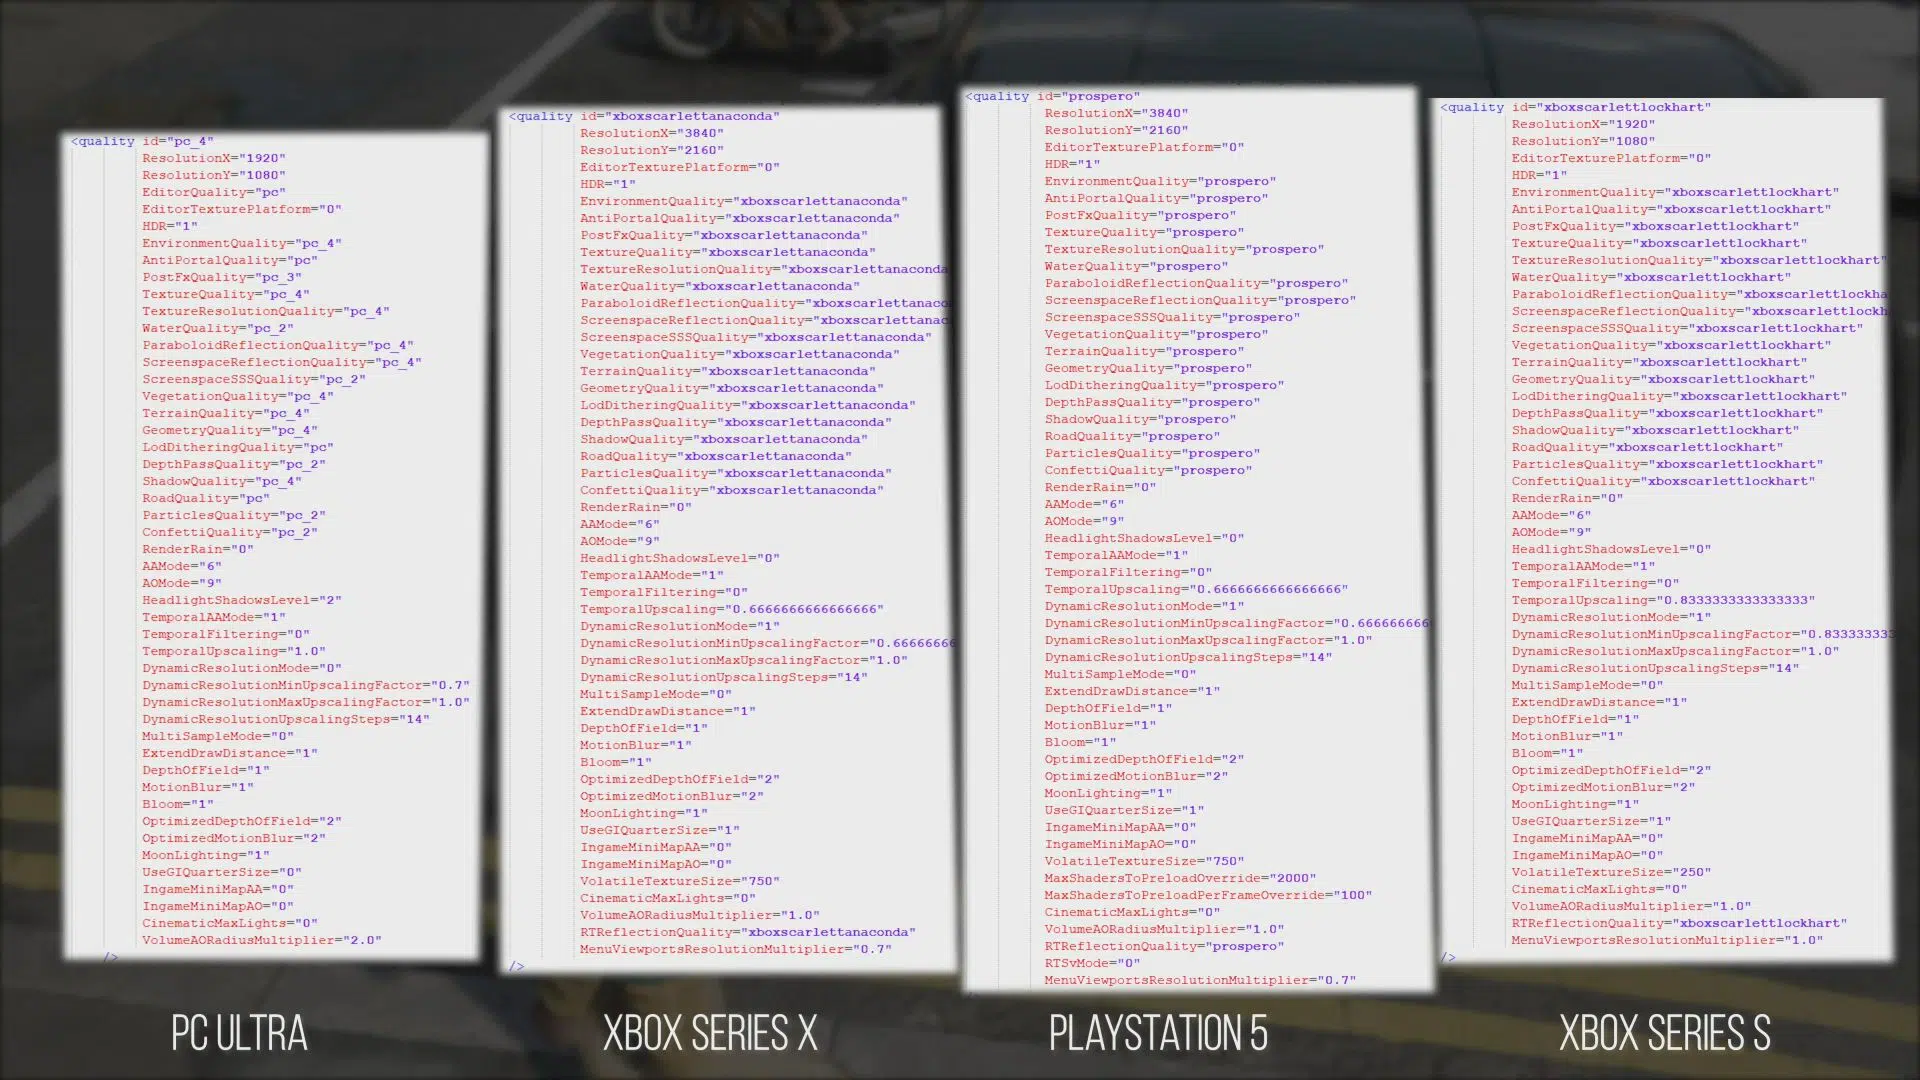 <quality id="pc_4"
ResolutionX="1920"
ResolutionY="1080"
EditorQuality="pc"
EditorTexturePlatform="0"
HDR="1"
EnvironmentQuality="pc_4"
AntiPortalQuality="pc"
PostFxQuality="pc_3"
TextureQuality="pc_4"
TextureResolutionQuality="pc_4"
WaterQuality="pc_2"
ParaboloidReflectionQuality="pc_4"
ScreenspaceReflectionQuality="pc_4"
ScreenspaceSSSQuality="pc_2"
VegetationQuality="pc_4"
TerrainQuality="pc_4"
GeometryQuality="pc_4"
LodDitheringQuality="pc"
DepthPassQuality="pc_2"
ShadowQuality="pc_4"
RoadQuality="pc"
ParticlesQuality="pc_2"
ConfettiQuality="pc_2"
RenderRain="0"
AAMode="6"
AOMode="9"
HeadlightShadowsLevel="2"
TemporalAAMode="1"
TemporalFiltering="0"
TemporalUpscaling="1.0"
DynamicResolutionMode="0"
DynamicResolutionMinUpscalingFactor="0.7"
DynamicResolutionMaxUpscalingFactor="1.0"
DynamicResolutionUpscalingSteps="14"
MultiSampleMode="0"
ExtendDrawDistance="1"
DepthOfField="1"
MotionBlur="1"
Bloom="1"
OptimizedDepthOfField="2"
OptimizedMotionBlur="2"
MoonLighting="1"
UseGIQuarterSize="0"
IngameMiniMapAA="0"
IngameMiniMapAO="0"
CinematicMaxLights="0"
VolumeAORadiusMultiplier="2.0"
/>
PC ULTRA
<quality id="xboxscarlettanaconda"
ResolutionX="3840"
ResolutionY="2160"
EditorTexturePlatform="0"
HDR="1"
EnvironmentQuality="xboxscarlettanaconda"
AntiPortalQuality="xboxscarlettanaconda"
PostFxQuality="xboxscarlettanaconda"
TextureQuality="xboxscarlettanaconda"
TextureResolutionQuality="xboxscarlettanaconda
WaterQuality="xboxscarlettanaconda"
ParaboloidReflectionQuality="xboxscarlettanaco
ScreenspaceReflectionQuality="xboxscarlettanac
ScreenspaceSSSQuality="xboxscarlettanaconda"
VegetationQuality="xboxscarlettanaconda"
TerrainQuality="xboxscarlettanaconda"
GeometryQuality="xboxscarlettanaconda"
LodDitheringQuality="xboxscarlettanaconda"
DepthPassQuality="xboxscarlettanaconda"
ShadowQuality="xboxscarlettanaconda"
RoadQuality="xboxscarlettanaconda"
ParticlesQuality="xboxscarlettanaconda"
ConfettiQuality="xboxscarlettanaconda"
RenderRain="0"
AAMode="6"
AOMode="9"
HeadlightShadowsLevel="0"
TemporalAAMode="1"
TemporalFiltering="0"
TemporalUpscaling="0.6666666666666666"
DynamicResolutionMode="1"
DynamicResolutionMinUpscalingFactor="0.66666666
DynamicResolutionMaxUpscalingFactor="1.0"
DynamicResolutionUpscalingSteps="14"
MultiSampleMode="0"
ExtendDrawDistance="1"
DepthOfField="1"
MotionBlur="1"
Bloom="1"
OptimizedDepthOfField="2"
OptimizedMotionBlur="2"
MoonLighting="1"
UseGIQuarterSize="1"
IngameMiniMapAA="0"
IngameMiniMapAO="0"
VolatileTextureSize="750"
CinematicMaxLights="0"
VolumeAORadiusMultiplier="1.0"
RTReflectionQuality="xboxscarlettanaconda"
MenuViewportsResolutionMultiplier="0.7"
/>
XBOX SERIES X
<quality id="prospero"
ResolutionX="3840"
ResolutionY="2160"
EditorTexturePlatform="0"
HDR="1"
EnvironmentQuality="prospero"
AntiPortalQuality="prospero"
PostFxQuality="prospero"
TextureQuality="prospero"
TextureResolutionQuality="prospero"
WaterQuality="prospero"
ParaboloidReflectionQuality="prospero"
ScreenspaceReflectionQuality="prospero"
ScreenspaceSSSQuality="prospero"
VegetationQuality="prospero"
TerrainQuality="prospero"
GeometryQuality="prospero"
LodDitheringQuality="prospero"
DepthPassQuality="prospero"
ShadowQuality="prospero"
RoadQuality="prospero"
ParticlesQuality="prospero"
ConfettiQuality="prospero"
RenderRain="0"
AAMode="6"
AOMode="9"
HeadlightShadowsLevel="0"
TemporalAAMode="1"
TemporalFiltering="0"
TemporalUpscaling="0.6666666666666666"
DynamicResolutionMode="1"
DynamicResolutionMinUpscalingFactor="0.666666666
DynamicResolutionMaxUpscalingFactor="1.0"
DynamicResolutionUpscalingSteps="14"
MultiSampleMode="0"
ExtendDrawDistance="1"
DepthOfField="1"
MotionBlur="1"
Bloom="1"
OptimizedDepthOfField="2"
OptimizedMotionBlur="2"
MoonLighting="1"
UseGIQuarterSize="1"
IngameMiniMapAA="0"
IngameMiniMapAO="0"
VolatileTextureSize="750"
MaxShadersToPreloadOverride="2000"
MaxShadersToPreloadPerFrameOverride="100"
CinematicMaxLights="0"
VolumeAORadiusMultiplier="1.0"
RTReflectionQuality="prospero"
RTSvMode="0"
MenuViewportsResolutionMultiplier="0.7"
PLAYSTATION 5
<quality id="xboxscarlettlockhart"
ResolutionX="1920"
ResolutionY="1080"
EditorTexturePlatform="0"
HDR="1"
EnvironmentQuality="xboxscarlettlockhart"
AntiPortalQuality="xboxscarlettlockhart"
PostFxQuality="xboxscarlettlockhart"
TextureQuality="xboxscarlettlockhart"
TextureResolutionQuality="xboxscarlettlockhart"
WaterQuality="xboxscarlettlockhart"
ParaboloidReflectionQuality="xboxscarlettlockha
ScreenspaceReflectionQuality="xboxscarlettlockh
ScreenspaceSSSQuality="xboxscarlettlockhart"
VegetationQuality="xboxscarlettlockhart"
TerrainQuality="xboxscarlettlockhart"
GeometryQuality="xboxscarlettlockhart"
LodDitheringQuality="xboxscarlettlockhart"
DepthPassQuality="xboxscarlettlockhart"
ShadowQuality="xboxscarlettlockhart"
RoadQuality="xboxscarlettlockhart"
ParticlesQuality="xboxscarlettlockhart"
ConfettiQuality="xboxscarlettlockhart"
RenderRain="0"
AAMode="6"
AOMode="9"
HeadlightShadowsLevel="0"
TemporalAAMode="1"
TemporalFiltering="0"
TemporalUpscaling="0.8333333333333333"
DynamicResolutionMode="1"
DynamicResolutionMinUpscalingFactor="0.833333333
DynamicResolutionMaxUpscalingFactor="1.0"
DynamicResolutionUpscalingSteps="14"
MultiSampleMode="0"
ExtendDrawDistance="1"
DepthOfField="1"
MotionBlur="1"
Bloom="1"
OptimizedDepthOfField="2"
OptimizedMotionBlur="2"
MoonLighting="1"
UseGIQuarterSize="1"
IngameMiniMapAA="0"
IngameMiniMapAO="0"
VolatileTextureSize="250"
CinematicMaxLights="0"
VolumeAORadiusMultiplier="1.0"
RTReflectionQuality="xboxscarlettlockhart"
MenuViewportsResolutionMultiplier="1.0"
/>
XBOX SERIES S